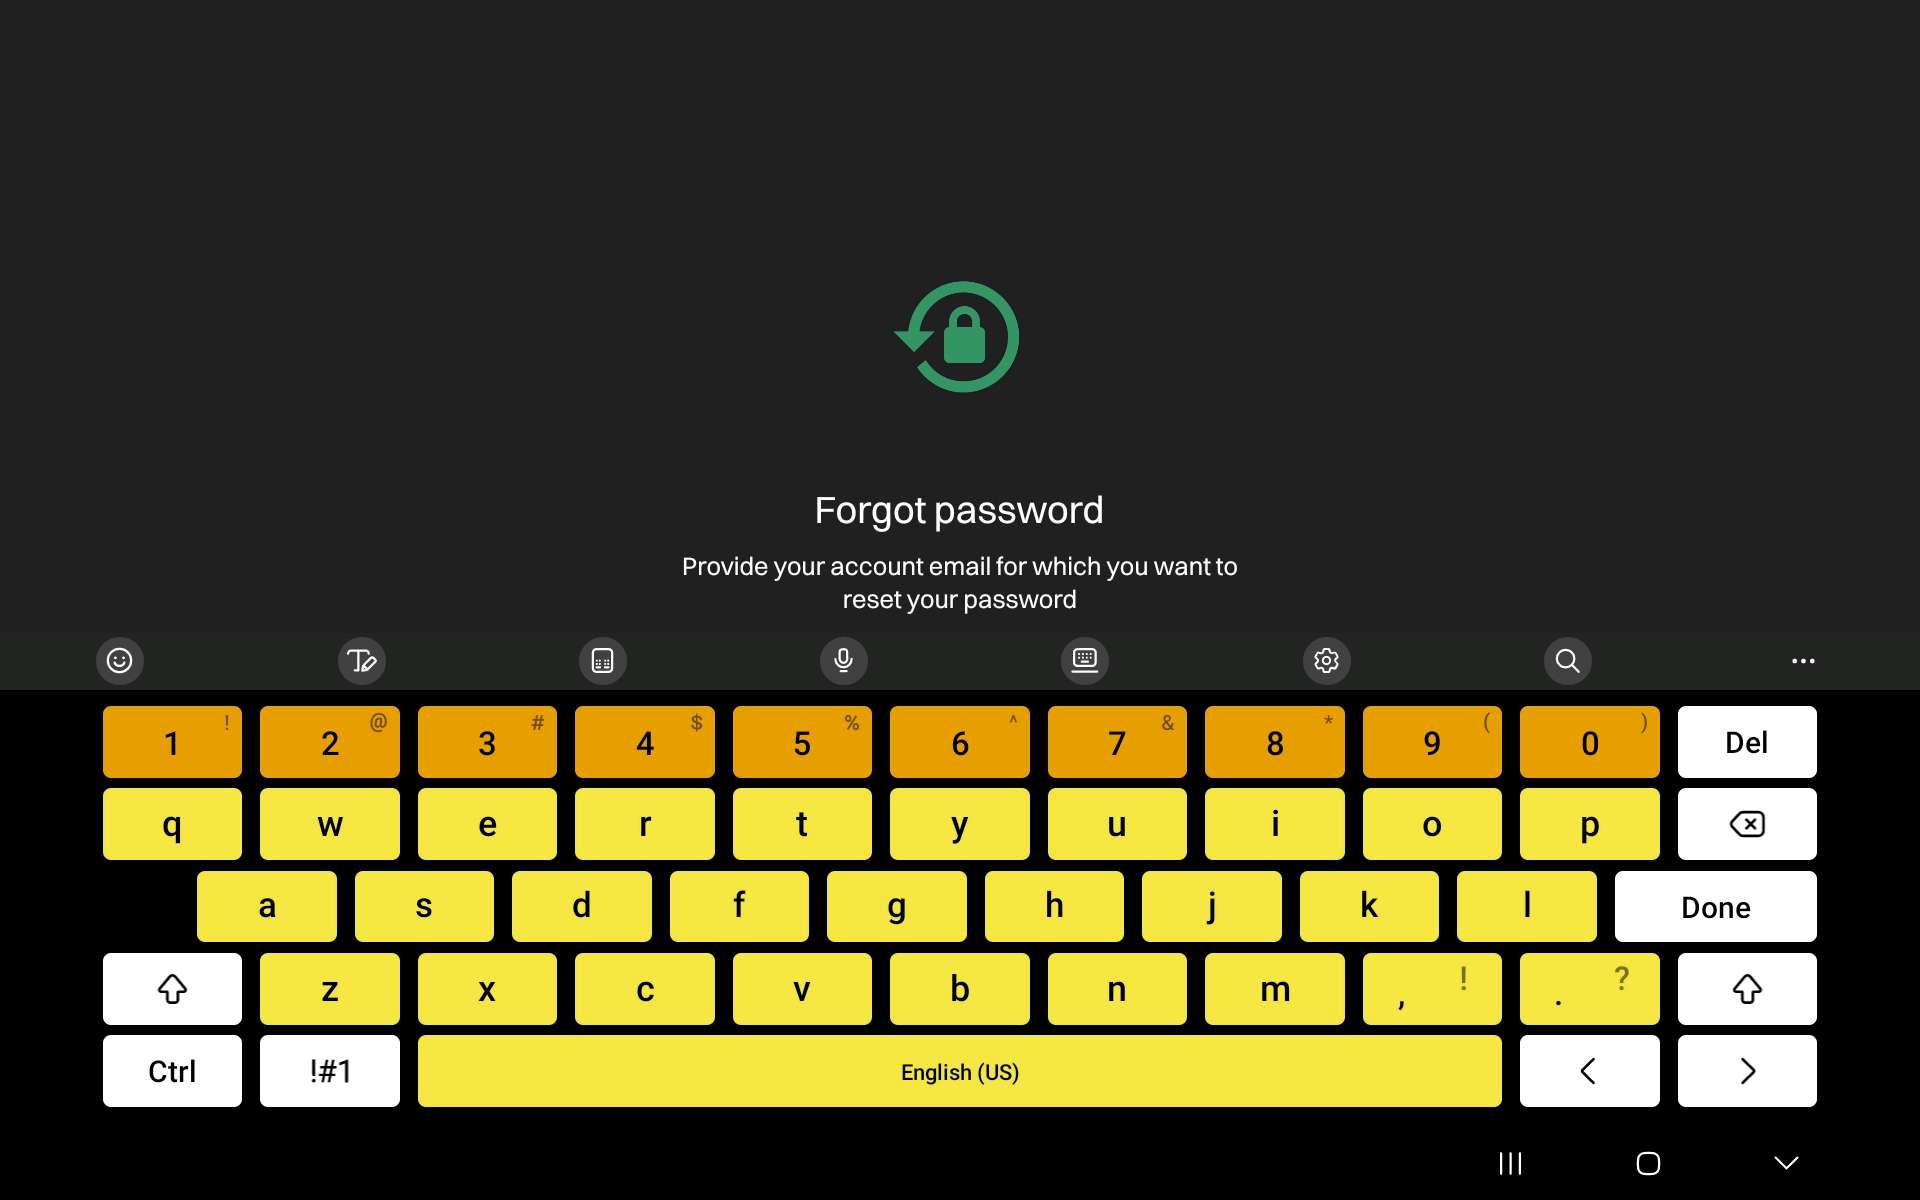 Forgot password
Provide your account email for which you want to
reset your password
1 ! 2 @ 3 # 4 $ 5 % 6 ^ 7 & 8 * 9 ( 0 ) Del
q w e r t y u i o p
a s d f g h j k l Done
z x c v b n m , ! . ?
Ctrl !#1 English (US)